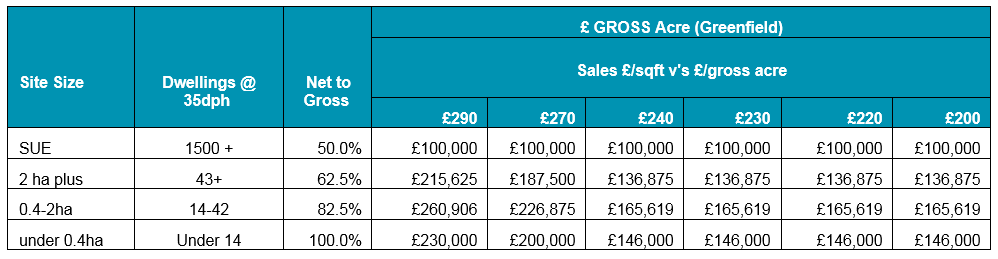 £ GROSS Acre (Greenfield)
Site Size Dwellings @ 35dph Net to Gross Sales £/sqft v's £/gross acre
£290 £270 £240 £230 £220 £200
SUE 1500 + 50.0% £100,000 £100,000 £100,000 £100,000 £100,000 £100,000
2 ha plus 43+ 62.5% £215,625 £187,500 £136,875 £136,875 £136,875 £136,875
0.4-2ha 14-42 82.5% £260,906 £226,875 £165,619 £165,619 £165,619 £165,619
under 0.4ha Under 14 100.0% £230,000 £200,000 £146,000 £146,000 £146,000 £146,000